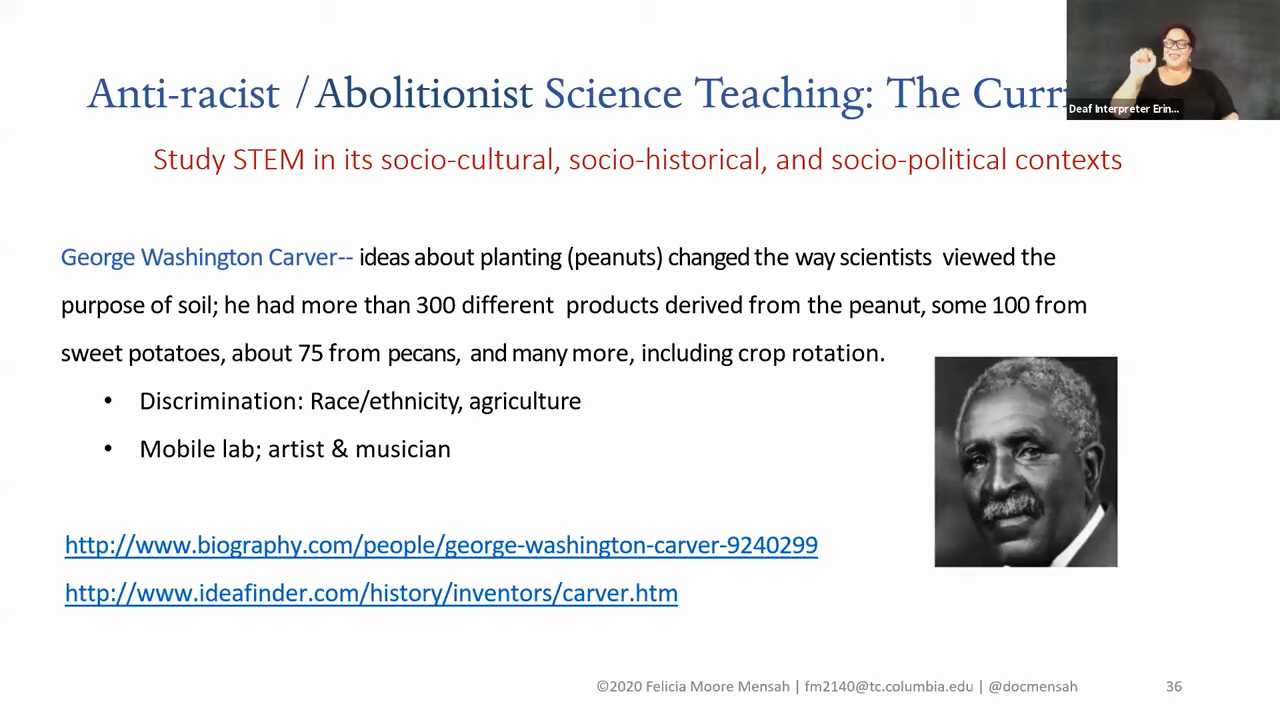 Anti-racist / Abolitionist Science Teaching: The Curri
Deaf Interpreter Erin...
Study STEM in its socio-cultural, socio-historical, and socio-political contexts
George Washington Carver-- ideas about planting (peanuts) changed the way scientists viewed the
purpose of soil; he had more than 300 different products derived from the peanut, some 100 from
sweet potatoes, about 75 from pecans, and many more, including crop rotation.
• Discrimination: Race/ethnicity, agriculture
• Mobile lab; artist & musician
http://www.biography.com/people/george-washington-carver-9240299
http://www.ideafinder.com/history/inventors/carver.htm
©2020 Felicia Moore Mensah | fm2140@tc.columbia.edu | @docmensah 36